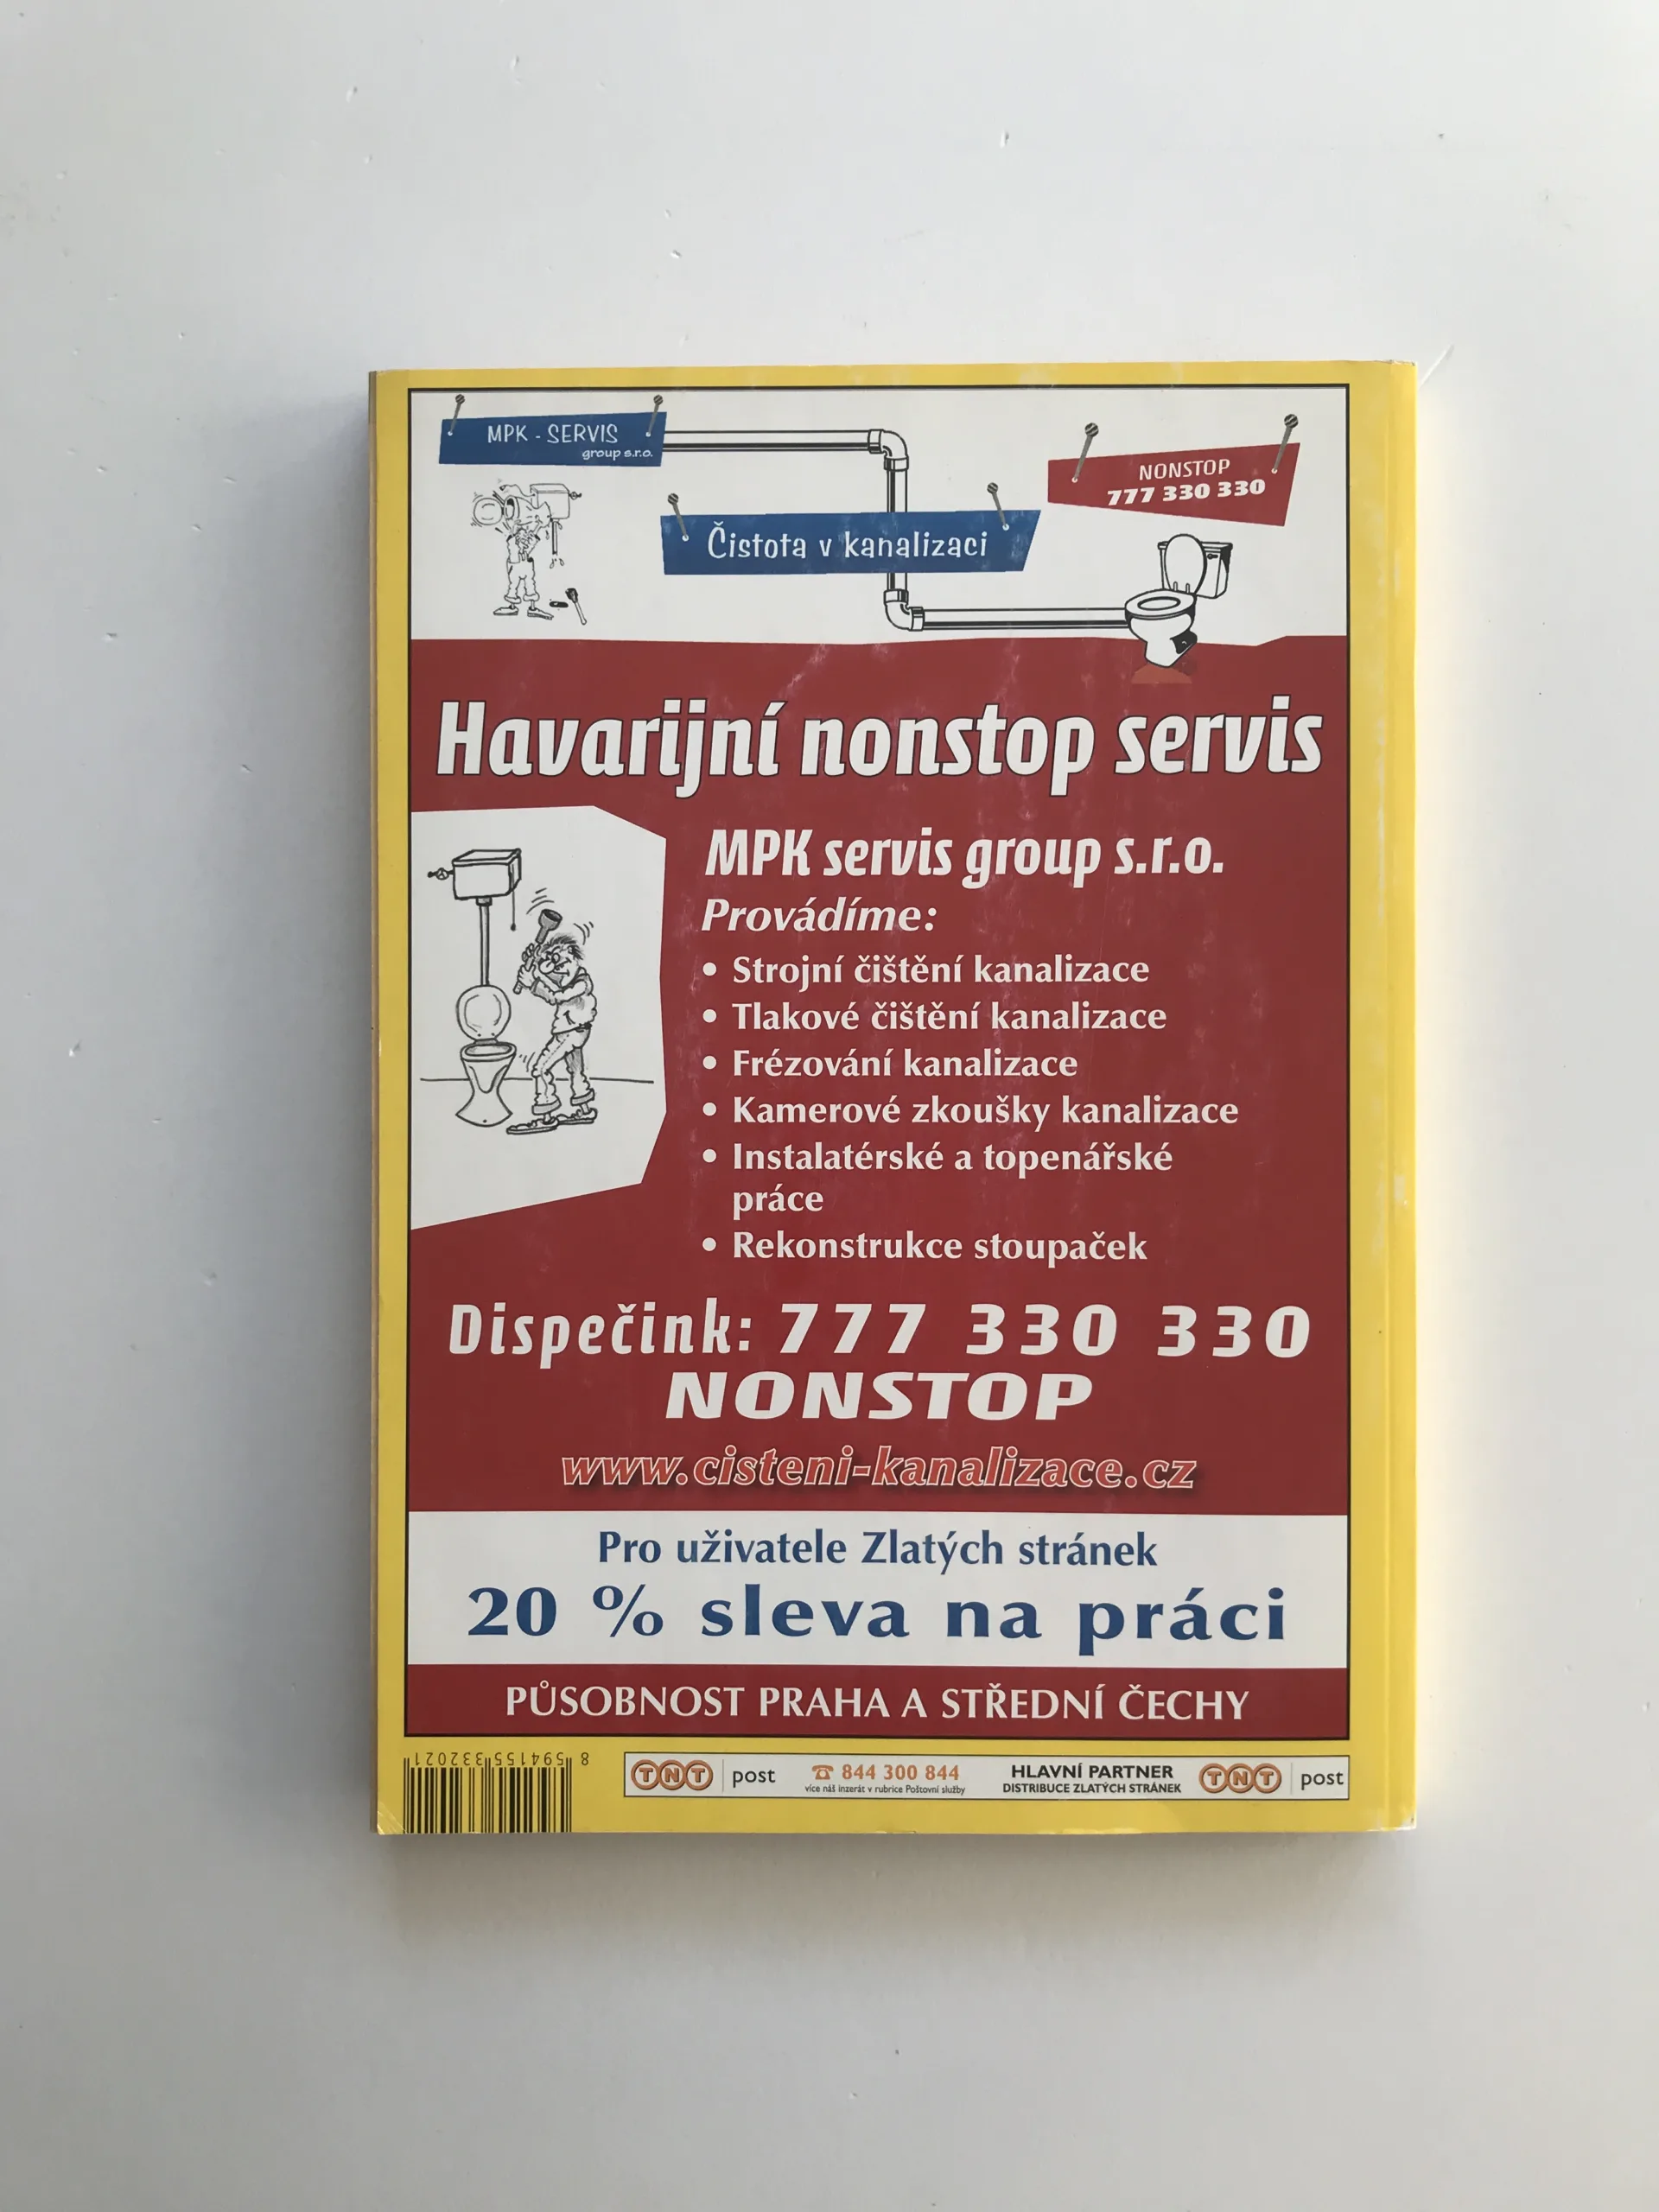 MPK - SERVIS
group s.r.o.
NONSTOP
777 330 330
Čistota v kanalizaci
Havarijní nonstop servis
MPK servis group s.r.o.
Provádíme:
• Strojní čištění kanalizace
• Tlakové čištění kanalizace
• Frézování kanalizace
• Kamerové zkoušky kanalizace
• Instalatérské a topenářské
práce
• Rekonstrukce stoupaček
Dispečink: 777 330 330
NONSTOP
www.cisteni-kanalizace.cz
Pro uživatele Zlatých stránek
20 % sleva na práci
PŮSOBNOST PRAHA A STŘEDNÍ ČECHY
8 594155 332021
TNT post
☎ 844 300 844
více náš inzerát v rubrice Poštovní služby
HLAVNÍ PARTNER
DISTRIBUCE ZLATÝCH STRÁNEK
TNT post